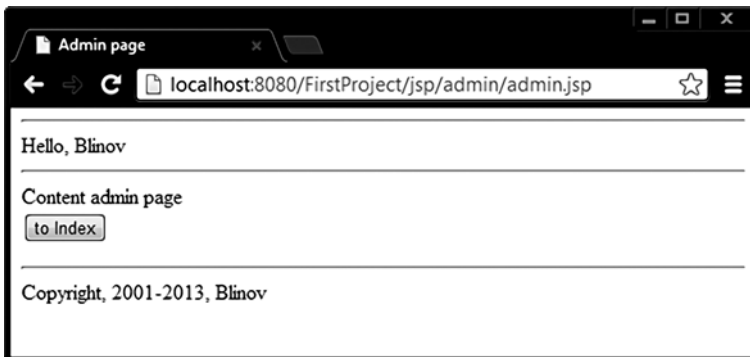 Admin page
localhost:8080/FirstProject/jsp/admin/admin.jsp
Hello, Blinov
Content admin page
to Index
Copyright, 2001-2013, Blinov